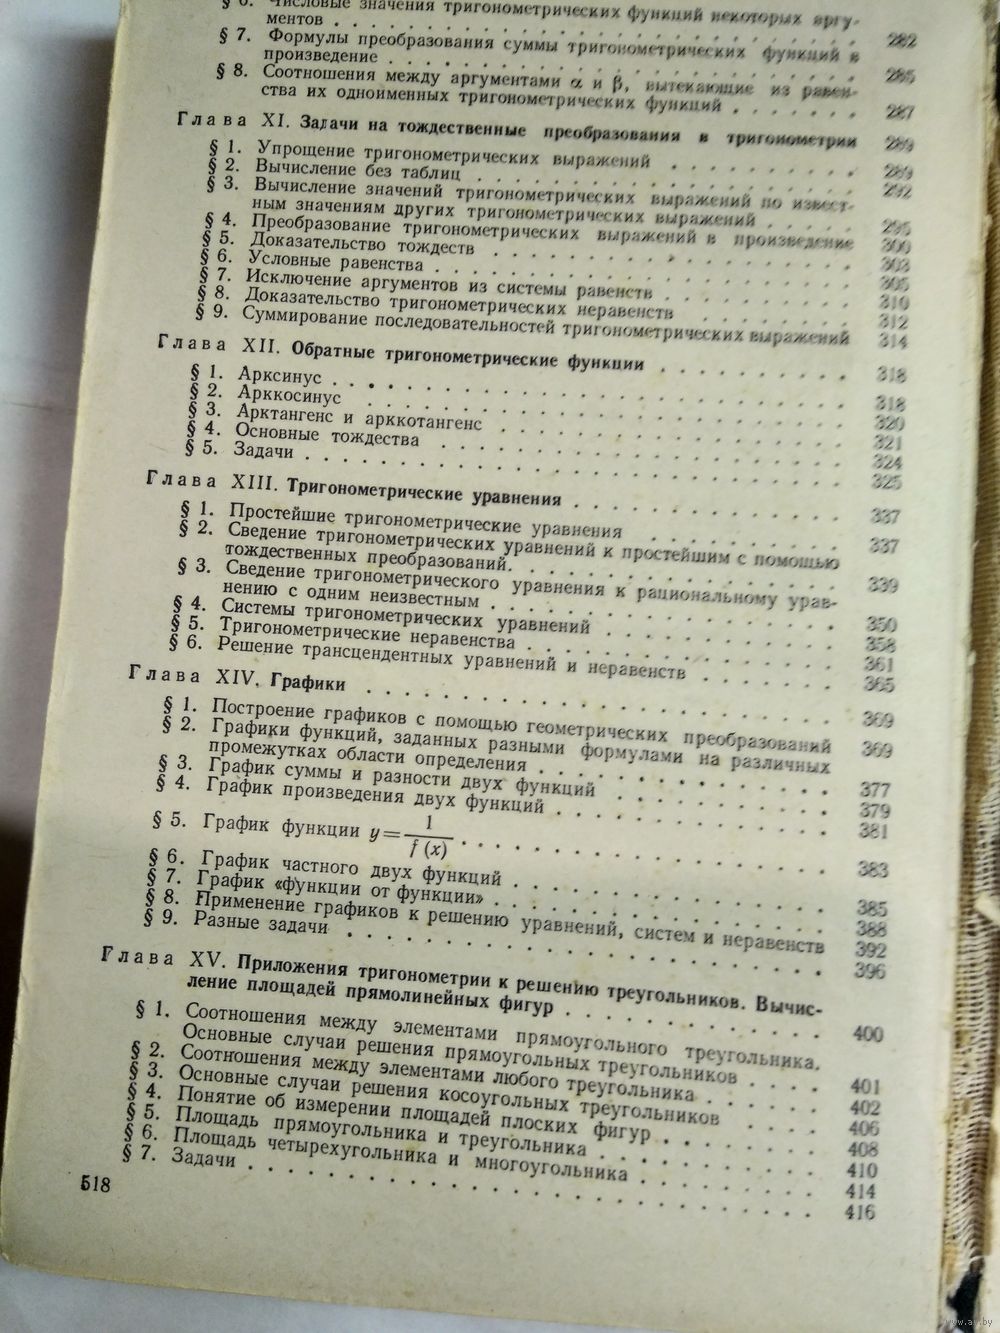 § 6. Числовые значения тригонометрических функций некоторых аргу-
ментов . . . . . . . . . . . . . . . . . . 282
§ 7. Формулы преобразования суммы тригонометрических функций в
произведение . . . . . . . . . . . . . . . . 285
§ 8. Соотношения между аргументами α и β, вытекающие из равен-
ства их одноименных тригонометрических функций . . . . . . . 287
Глава XI. Задачи на тождественные преобразования в тригонометрии 289
§ 1. Упрощение тригонометрических выражений . . . . . . . . 289
§ 2. Вычисление без таблиц . . . . . . . . . . . . . . . 292
§ 3. Вычисление значений тригонометрических выражений по извест-
ным значениям других тригонометрических выражений . . . . . 295
§ 4. Преобразование тригонометрических выражений в произведение 300
§ 5. Доказательство тождеств . . . . . . . . . . . . . . 303
§ 6. Условные равенства . . . . . . . . . . . . . . . . 305
§ 7. Исключение аргументов из системы равенств . . . . . . . . 310
§ 8. Доказательство тригонометрических неравенств . . . . . . . 312
§ 9. Суммирование последовательностей тригонометрических выражений 314
Глава XII. Обратные тригонометрические функции . . . . . . . . . 318
§ 1. Арксинус . . . . . . . . . . . . . . . . . . . . 318
§ 2. Арккосинус . . . . . . . . . . . . . . . . . . . 320
§ 3. Арктангенс и арккотангенс . . . . . . . . . . . . . 321
§ 4. Основные тождества . . . . . . . . . . . . . . . . 324
§ 5. Задачи . . . . . . . . . . . . . . . . . . . . . 325
Глава XIII. Тригонометрические уравнения . . . . . . . . . . . 337
§ 1. Простейшие тригонометрические уравнения . . . . . . . . 337
§ 2. Сведение тригонометрических уравнений к простейшим с помощью
тождественных преобразований. . . . . . . . . . . . . . 339
§ 3. Сведение тригонометрического уравнения к рациональному урав-
нению с одним неизвестным . . . . . . . . . . . . . . 350
§ 4. Системы тригонометрических уравнений . . . . . . . . . 358
§ 5. Тригонометрические неравенства . . . . . . . . . . . . 361
§ 6. Решение трансцендентных уравнений и неравенств . . . . . . 365
Глава XIV. Графики . . . . . . . . . . . . . . . . . . . 369
§ 1. Построение графиков с помощью геометрических преобразований 369
§ 2. Графики функций, заданных разными формулами на различных
промежутках области определения . . . . . . . . . . . . 377
§ 3. График суммы и разности двух функций . . . . . . . . . 379
§ 4. График произведения двух функций . . . . . . . . . . . 381
§ 5. График функции y = 1/f (x) . . . . . . . . . . . . . . 383
§ 6. График частного двух функций . . . . . . . . . . . . . 385
§ 7. График «функции от функции» . . . . . . . . . . . . . 388
§ 8. Применение графиков к решению уравнений, систем и неравенств 392
§ 9. Разные задачи . . . . . . . . . . . . . . . . . . 396
Глава XV. Приложения тригонометрии к решению треугольников. Вычис-
ление площадей прямолинейных фигур . . . . . . . . . . . 400
§ 1. Соотношения между элементами прямоугольного треугольника.
Основные случаи решения прямоугольных треугольников . . . . 401
§ 2. Соотношения между элементами любого треугольника . . . . . . 402
§ 3. Основные случаи решения косоугольных треугольников . . . . 406
§ 4. Понятие об измерении площадей плоских фигур . . . . . . . 408
§ 5. Площадь прямоугольника и треугольника . . . . . . . . . 410
§ 6. Площадь четырехугольника и многоугольника . . . . . . . . 414
§ 7. Задачи . . . . . . . . . . . . . . . . . . . . . 416
518
www.ay.by